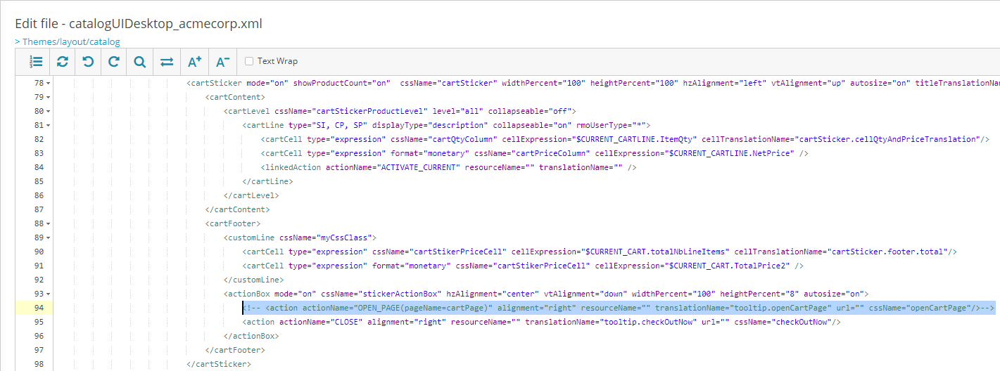 Edit file - catalogUIDesktop_acmecorp.xml
> Themes/layout/catalog
A+ A- Text Wrap
78 <cartSticker mode="on" showProductCount="on"  cssName="cartSticker" widthPercent="100" heightPercent="100" hzAlignment="left" vtAlignment="up" autosize="on" titleTranslationNam
79 <cartContent>
80 <cartLevel cssName="cartStickerProductLevel" level="all" collapseable="off">
81 <cartLine type="SI, CP, SP" displayType="description" collapseable="on" rmoUserType="*">
82 <cartCell type="expression" cssName="cartQtyColumn" cellExpression="$CURRENT_CARTLINE.ItemQty" cellTranslationName="cartSticker.cellQtyAndPriceTranslation"/>
83 <cartCell type="expression" format="monetary" cssName="cartPriceColumn" cellExpression="$CURRENT_CARTLINE.NetPrice" />
84 <linkedAction actionName="ACTIVATE_CURRENT" resourceName="" translationName="" />
85 </cartLine>
86 </cartLevel>
87 </cartContent>
88 <cartFooter>
89 <customLine cssName="myCssClass">
90 <cartCell type="expression" cssName="cartStikerPriceCell" cellExpression="$CURRENT_CART.totalNbLineItems" cellTranslationName="cartSticker.footer.total"/>
91 <cartCell type="expression" format="monetary" cssName="cartStikerPriceCell" cellExpression="$CURRENT_CART.TotalPrice2" />
92 </customLine>
93 <actionBox mode="on" cssName="stickerActionBox" hzAlignment="center" vtAlignment="down" widthPercent="100" heightPercent="8" autosize="on">
94 <!-- <action actionName="OPEN_PAGE(pageName=cartPage)" alignment="right" resourceName="" translationName="tooltip.openCartPage" url="" cssName="openCartPage"/>-->
95 <action actionName="CLOSE" alignment="right" resourceName="" translationName="tooltip.checkOutNow" url="" cssName="checkOutNow"/>
96 </actionBox>
97 </cartFooter>
98 </cartSticker>